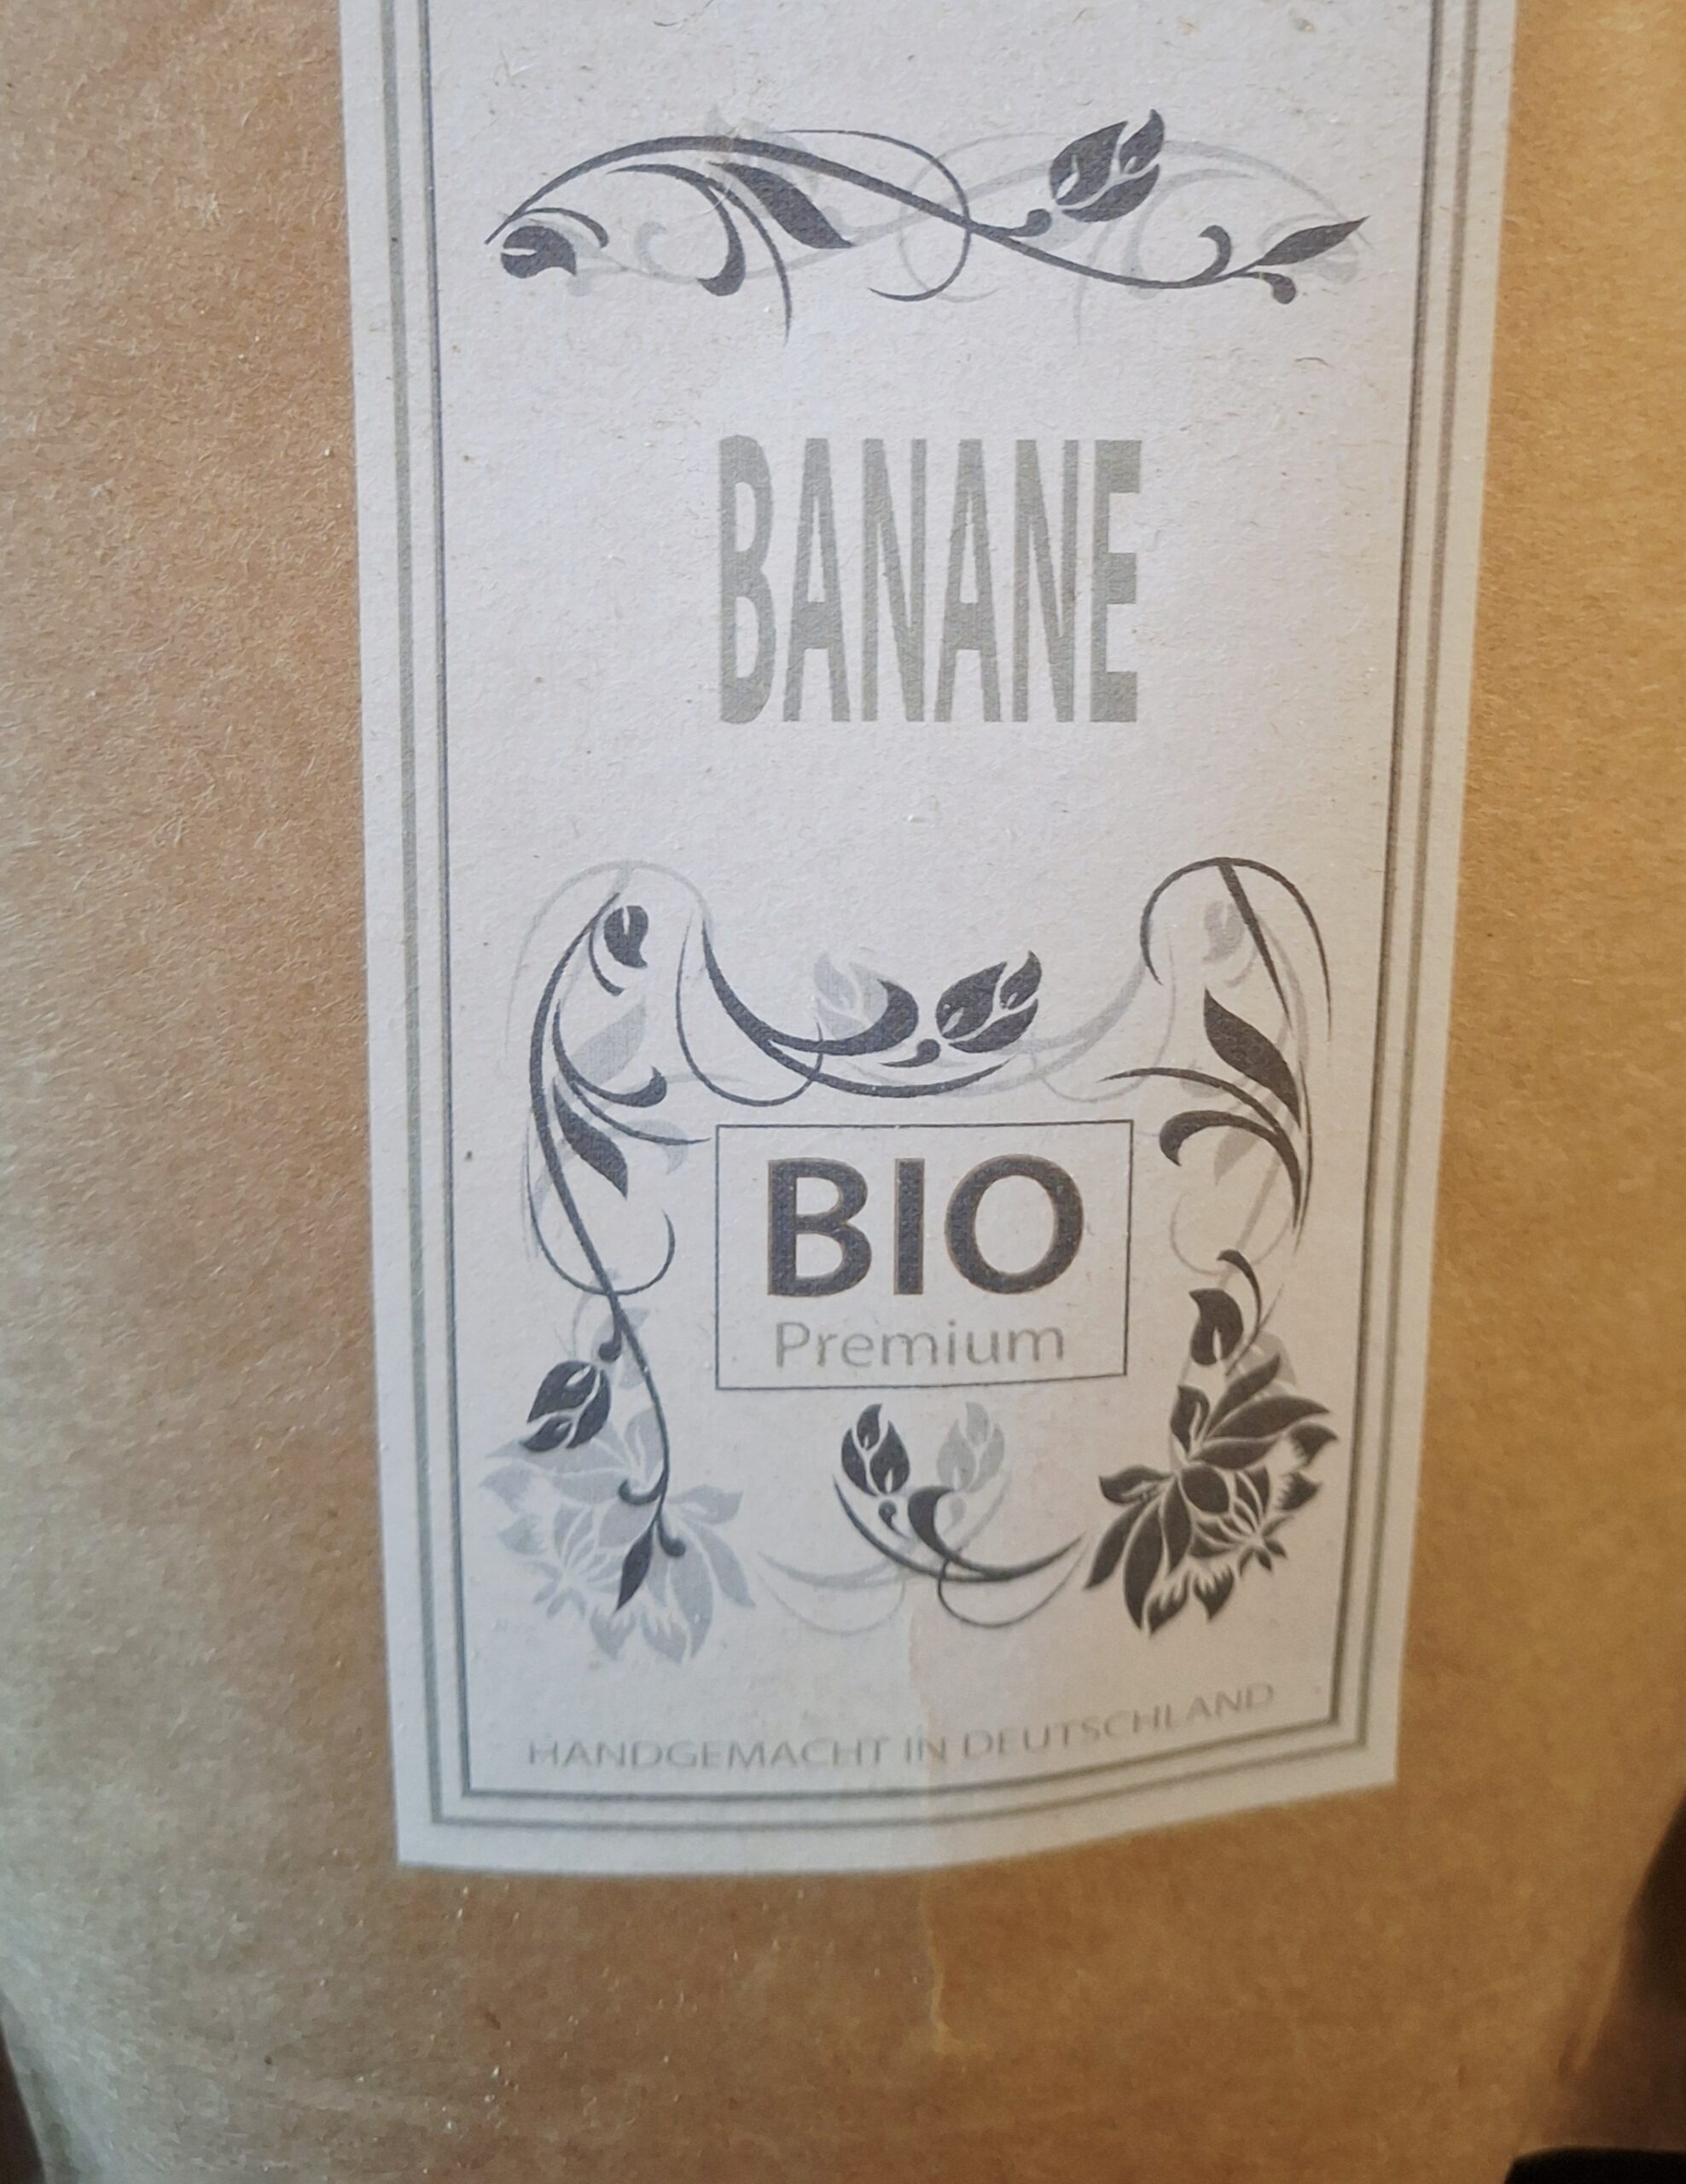 BANANE
BIO
Premium
HANDGEMACHT IN DEUTSCHLAND